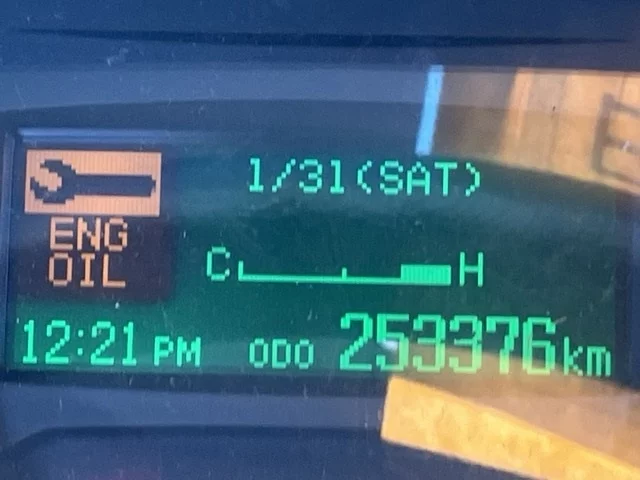 1/31(SAT)
ENG
OIL
C H
12:21 PM ODO 253376km